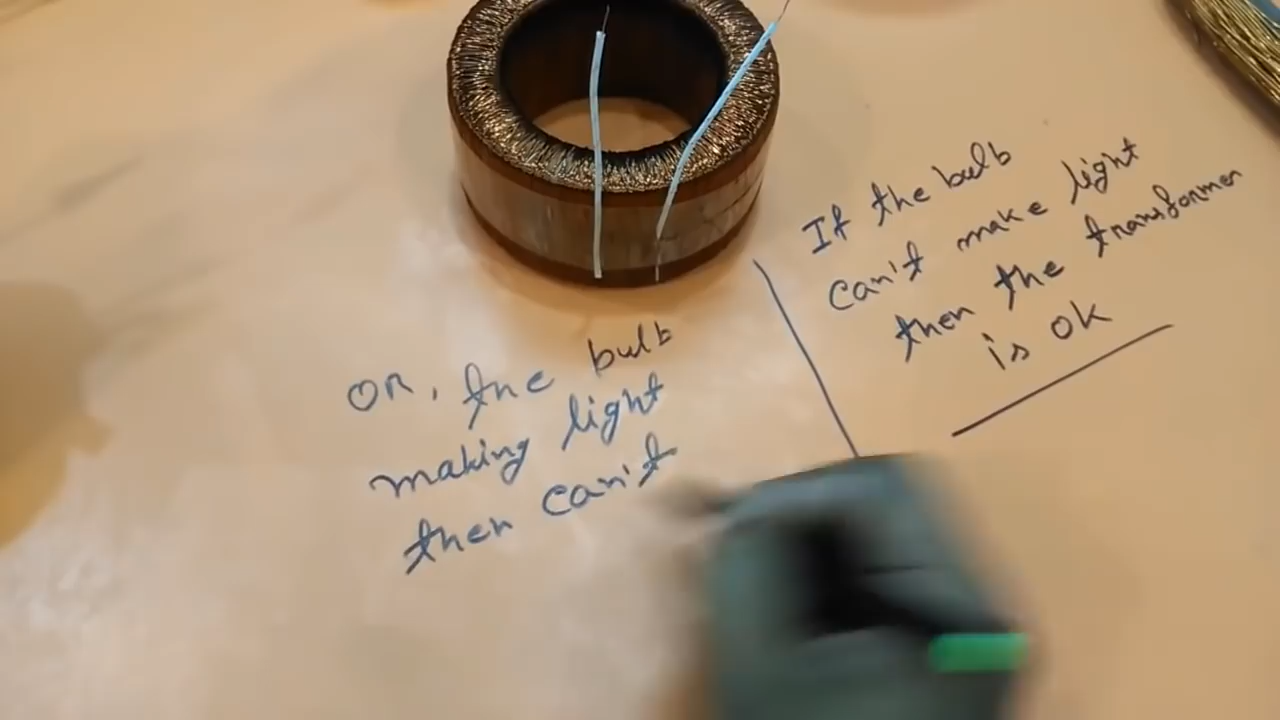 If the bulb
can't make light
then the transformer
is ok
OR, the bulb
making light
then can't